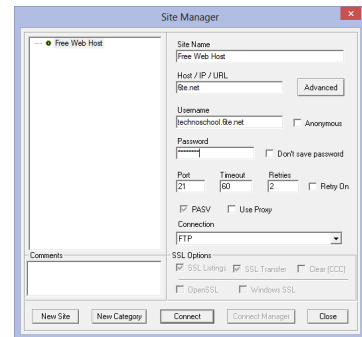 Site Manager
Free Web Host
Site Name
Free Web Host
Host / IP / URL
6te.net
Advanced
Username
technoschool.6te.net
Anonymous
Password
********
Don't save password
Port Timeout Retries
21 60 2 Retry On
PASV Use Proxy
Connection
FTP
Comments
SSL Options
SSL Listings SSL Transfer Clear (CCC)
OpenSSL Windows SSL
New Site New Category Connect Connect Manager Close